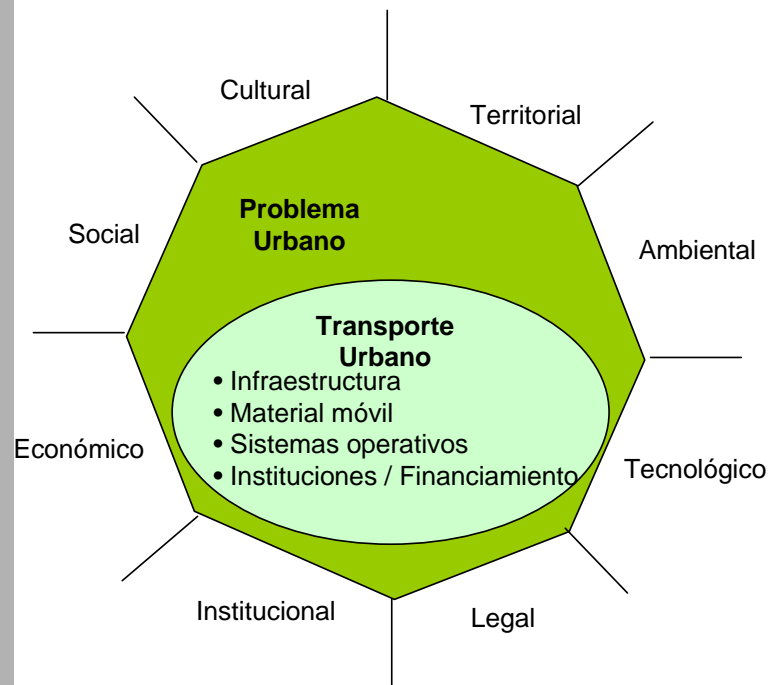 Cultural
Territorial
Problema
Urbano
Social
Ambiental
Transporte
Urbano
• Infraestructura
• Material móvil
• Sistemas operativos
• Instituciones / Financiamiento
Económico
Tecnológico
Institucional
Legal